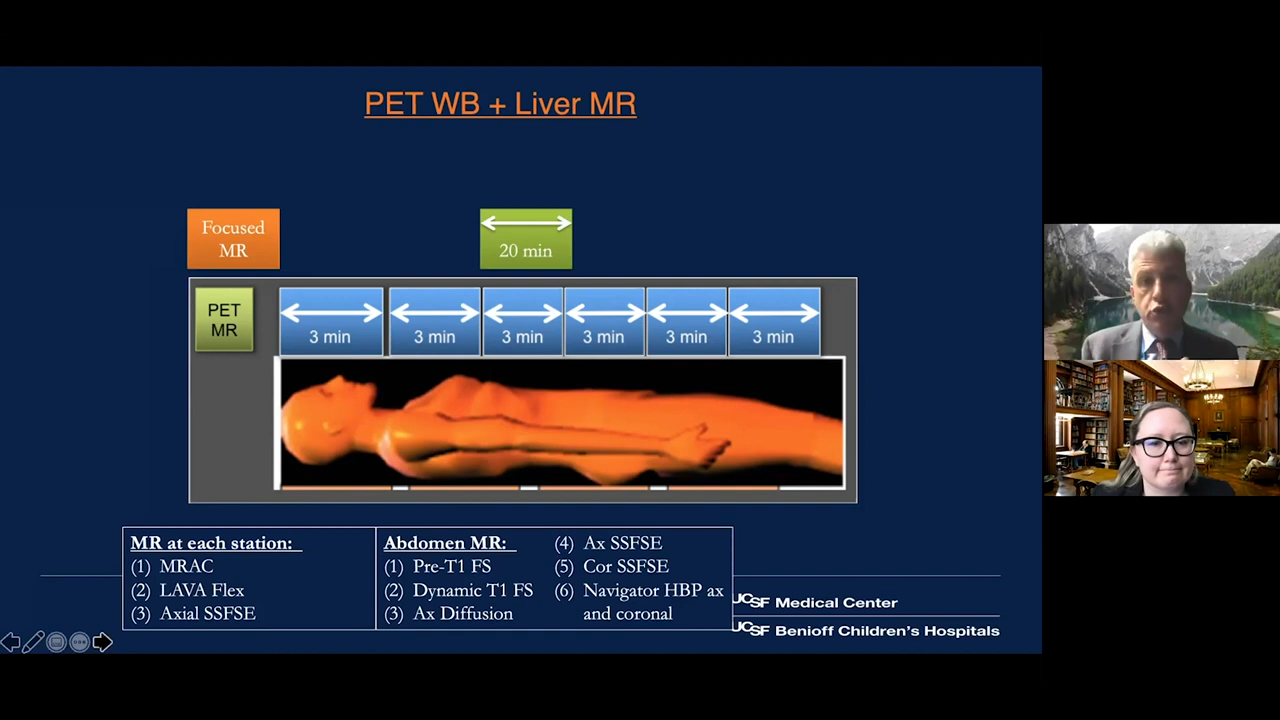 PET WB + Liver MR
Focused
MR
20 min
PET
MR
3 min
3 min
3 min
3 min
3 min
3 min
MR at each station:
(1) MRAC
(2) LAVA Flex
(3) Axial SSFSE
Abdomen MR:
(1) Pre-T1 FS
(2) Dynamic T1 FS
(3) Ax Diffusion
(4) Ax SSFSE
(5) Cor SSFSE
(6) Navigator HBP ax
and coronal
UCSF Medical Center
UCSF Benioff Children's Hospitals